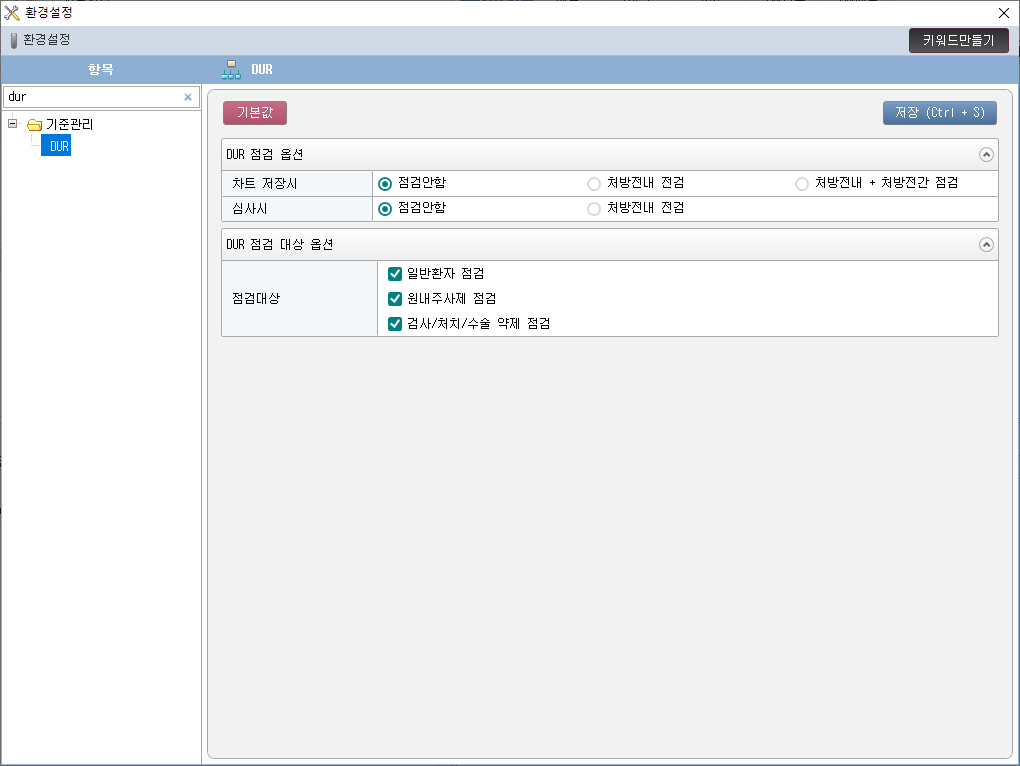 환경설정
환경설정
키워드만들기
항목
DUR
dur
기준관리
DUR
기본값
저장 (Ctrl + S)
DUR 점검 옵션
차트 저장시
점검안함
처방전내 점검
처방전내 + 처방전간 점검
심사시
점검안함
처방전내 점검
DUR 점검 대상 옵션
점검대상
일반환자 점검
원내주사제 점검
검사/처치/수술 약제 점검